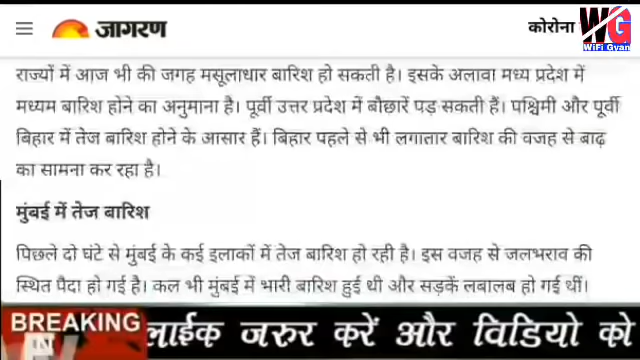 जागरण
कोरोना
WG
WiFi Gyan
राज्यों में आज भी की जगह मसूलाधार बारिश हो सकती है। इसके अलावा मध्य प्रदेश में
मध्यम बारिश होने का अनुमाना है। पूर्वी उत्तर प्रदेश में बौछारें पड़ सकती हैं। पश्चिमी और पूर्वी
बिहार में तेज बारिश होने के आसार हैं। बिहार पहले से भी लगातार बारिश की वजह से बाढ़
का सामना कर रहा है।
मुंबई में तेज बारिश
पिछले दो घंटे से मुंबई के कई इलाकों में तेज बारिश हो रही है। इस वजह से जलभराव की
स्थित पैदा हो गई है। कल भी मुंबई में भारी बारिश हुई थी और सड़कें लबालब हो गई थीं।
BREAKING
लाईक जरुर करें और विडियो को